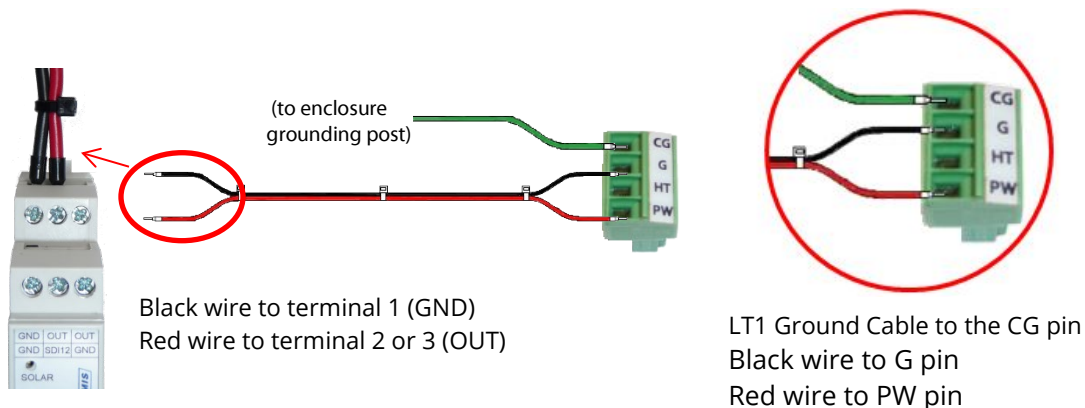 (to enclosure
grounding post)
CG
G
HT
PW
CG
G
HT
PW
Black wire to terminal 1 (GND)
Red wire to terminal 2 or 3 (OUT)
GND OUT OUT
GND SDI12 GND
SOLAR
MIS
LT1 Ground Cable to the CG pin
Black wire to G pin
Red wire to PW pin